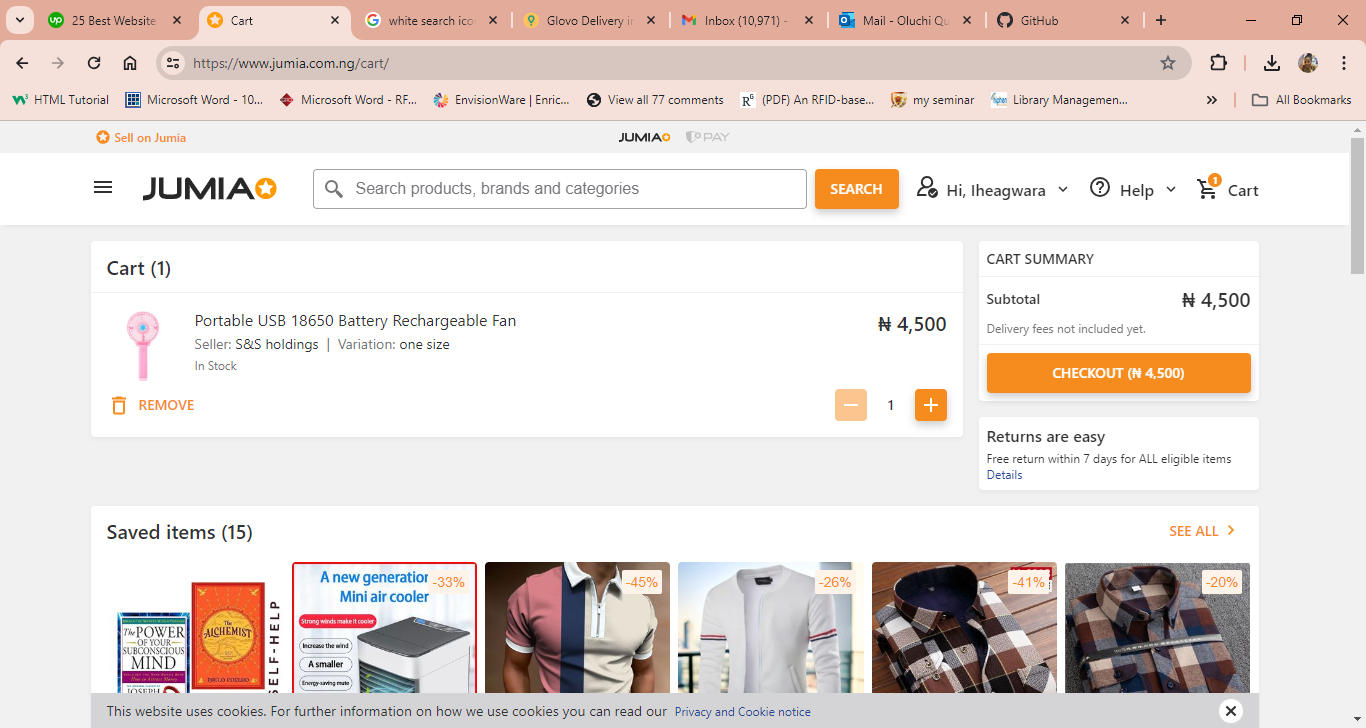 25 Best Website
Cart
white search ico
Glovo Delivery in
Inbox (10,971) -
Mail - Oluchi Qu
GitHub
https://www.jumia.com.ng/cart/
HTML Tutorial
Microsoft Word - 10...
Microsoft Word - RF...
EnvisionWare | Enric...
View all 77 comments
(PDF) An RFID-base...
my seminar
Library Managemen...
All Bookmarks
Sell on Jumia
JUMIA
PAY
JUMIA
Search products, brands and categories
SEARCH
Hi, Iheagwara
Help
1
Cart
Cart (1)
Portable USB 18650 Battery Rechargeable Fan
₦ 4,500
Seller: S&S holdings | Variation: one size
In Stock
REMOVE
1
CART SUMMARY
Subtotal
₦ 4,500
Delivery fees not included yet.
CHECKOUT (₦ 4,500)
Returns are easy
Free return within 7 days for ALL eligible items
Details
Saved items (15)
SEE ALL
The POWER
OF YOUR
SUBCONSCIOUS
MIND
JOSEPH
The
ALCHEMIST
PAULO COELHO
SELF-HELP
A new generation
Mini air cooler
Strong winds make it cooler
Increase the wind
A smaller
Energy-saving mute
-33%
-45%
-26%
-41%
-20%
This website uses cookies. For further information on how we use cookies you can read our Privacy and Cookie notice